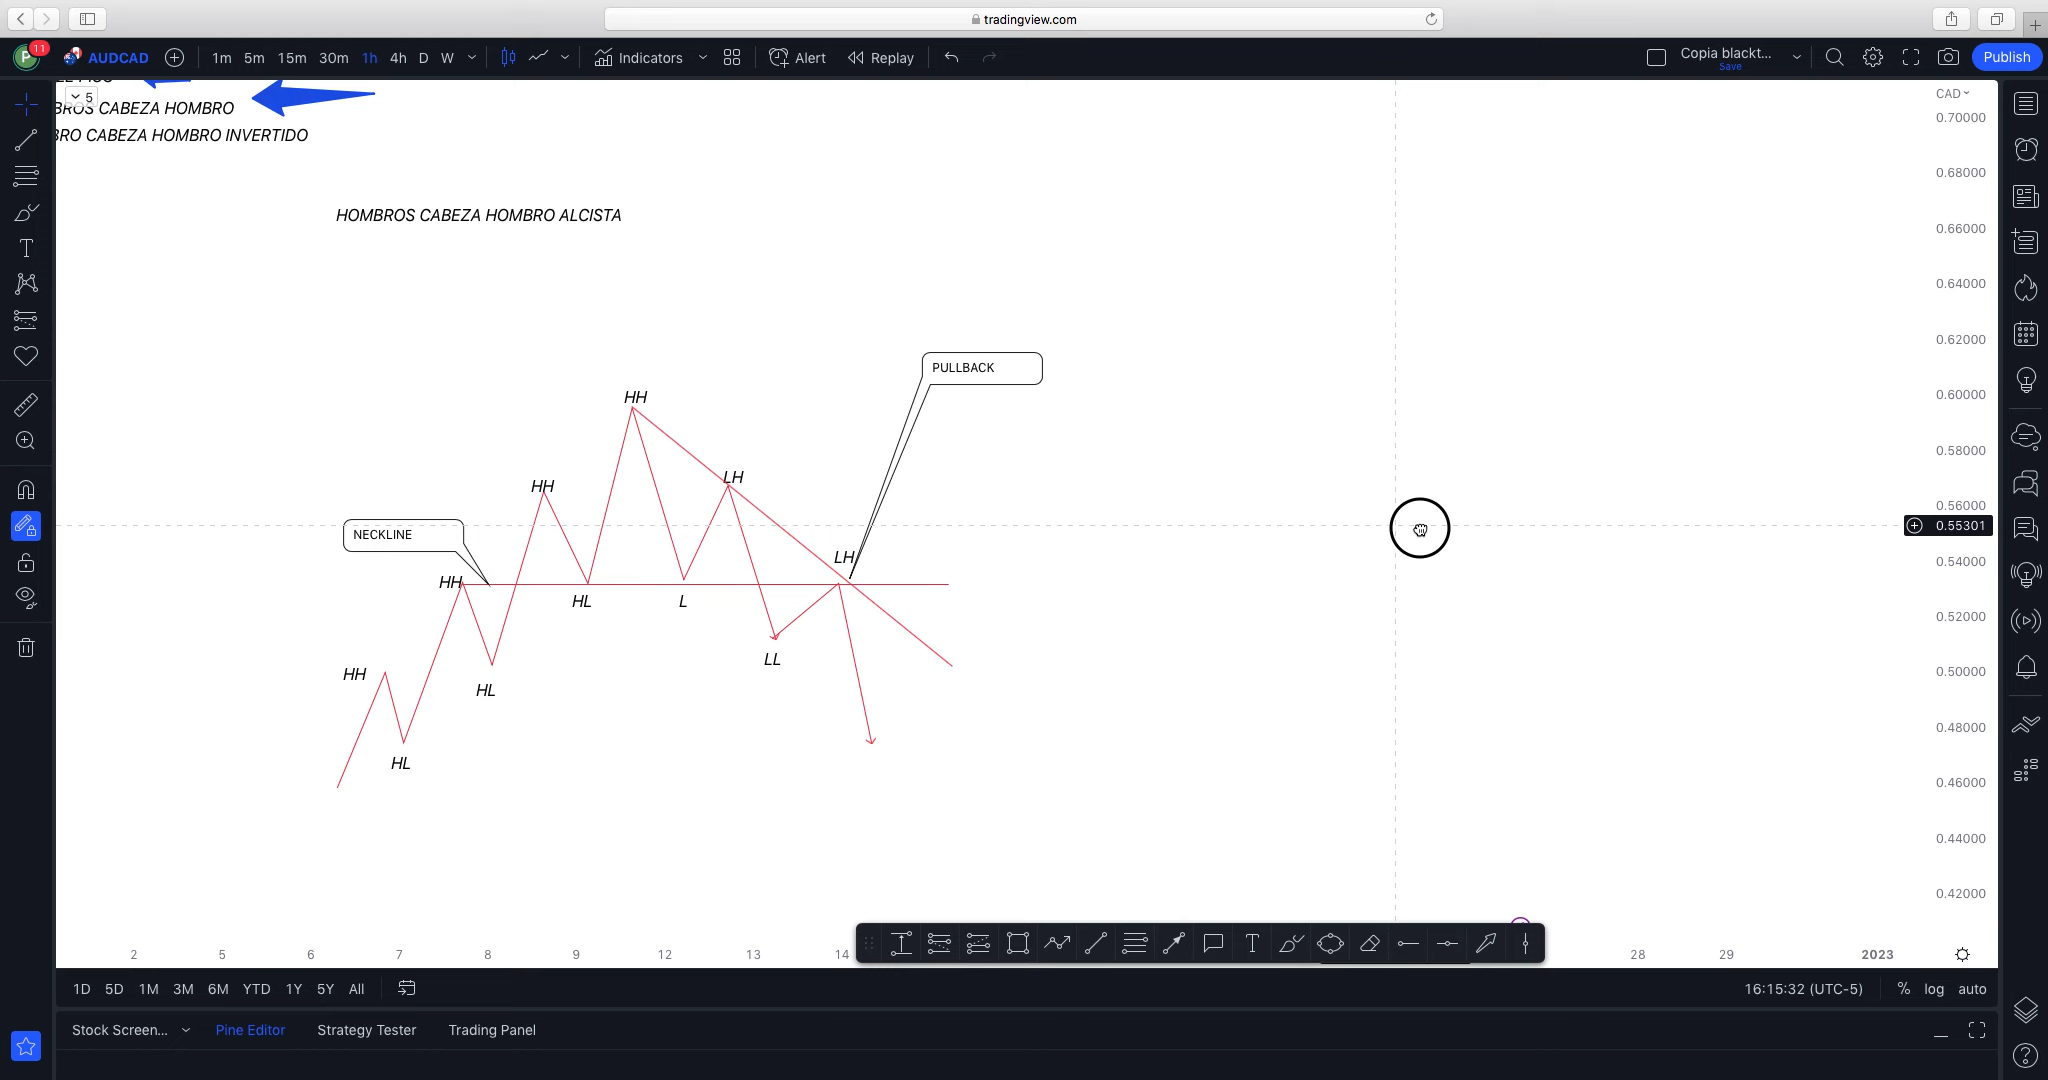 tradingview.com
P 11 AUDCAD 1m 5m 15m 30m 1h 4h D W Indicators Alert Replay Copia blackt... Save Publish
5
CABEZA HOMBRO
CABEZA HOMBRO INVERTIDO
HOMBROS CABEZA HOMBRO ALCISTA
PULLBACK
HH
HH
LH
NECKLINE
LH
HH
HL
L
LL
HH
HL
HL
CAD
0.70000
0.68000
0.66000
0.64000
0.62000
0.60000
0.58000
0.56000
0.55301
0.54000
0.52000
0.50000
0.48000
0.46000
0.44000
0.42000
2 5 6 7 8 9 12 13 14 28 29 2023
1D 5D 1M 3M 6M YTD 1Y 5Y All 16:15:32 (UTC-5) % log auto
Stock Screen... Pine Editor Strategy Tester Trading Panel